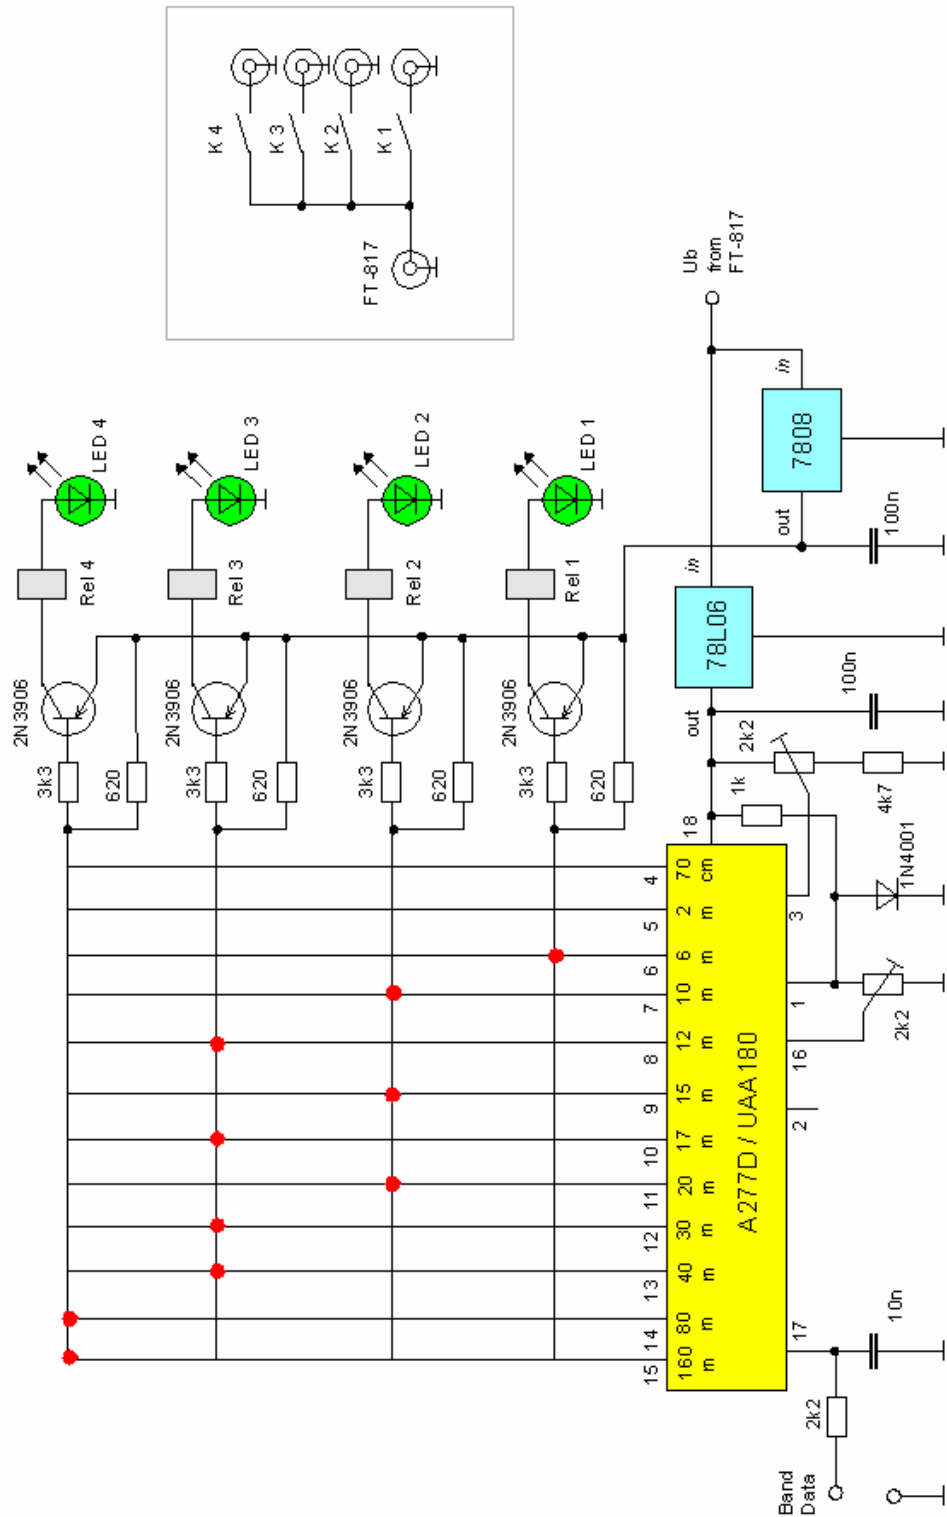 K 4
K 3
K 2
K 1
FT-817
LED 4
LED 3
LED 2
LED 1
Rel 4
Rel 3
Rel 2
Rel 1
2N3906
2N3906
2N3906
2N3906
3k3
620
3k3
620
3k3
620
3k3
620
Ub
from
FT-817
in
7808
out
100n
in
78L06
out
100n
2k2
1k
4k7
18
1N4001
3
1
2k2
16
2
4
5
6
7
8
9
10
11
12
13
14
15
70 cm
2 m
6 m
10 m
12 m
15 m
17 m
20 m
30 m
40 m
80 m
160 m
A277D / UAA180
17
10n
2k2
Band
Data